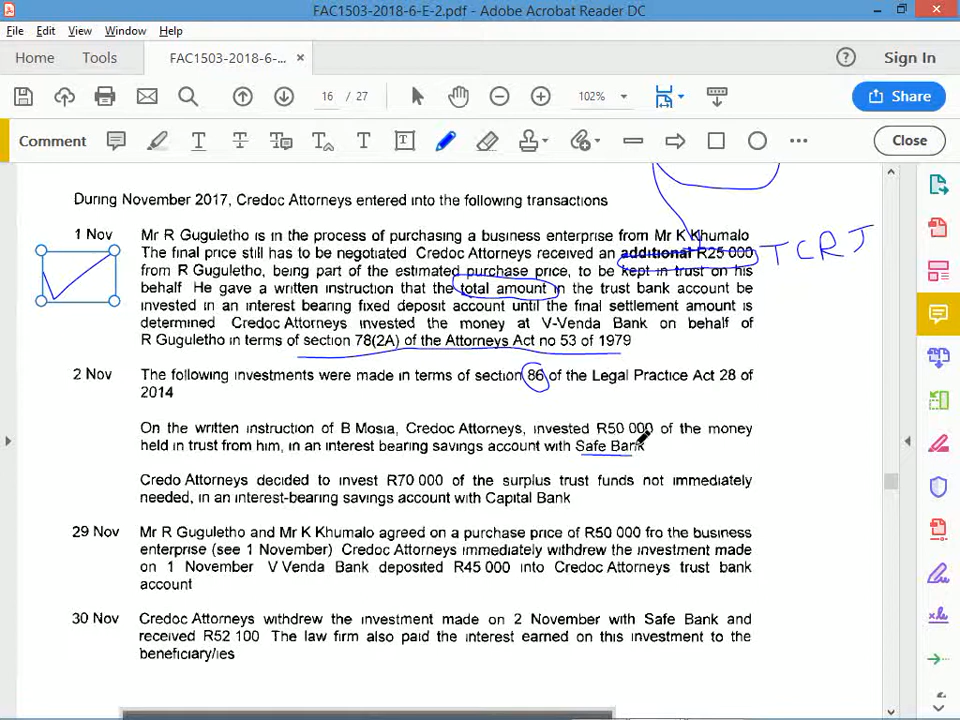 FAC1503-2018-6-E-2.pdf - Adobe Acrobat Reader DC
File Edit View Window Help
Home Tools FAC1503-2018-6-... × Sign In
16 / 27 102% Share
Comment Close
During November 2017, Credoc Attorneys entered into the following transactions
1 Nov Mr R Guguletho is in the process of purchasing a business enterprise from Mr K Khumalo
The final price still has to be negotiated Credoc Attorneys received an additional R25 000
TCRJ
from R Guguletho, being part of the estimated purchase price, to be kept in trust on his
behalf He gave a written instruction that the total amount in the trust bank account be
invested in an interest bearing fixed deposit account until the final settlement amount is
determined Credoc Attorneys invested the money at V-Venda Bank on behalf of
R Guguletho in terms of section 78(2A) of the Attorneys Act no 53 of 1979
2 Nov The following investments were made in terms of section 86 of the Legal Practice Act 28 of
2014
On the written instruction of B Mosia, Credoc Attorneys, invested R50 000 of the money
held in trust from him, in an interest bearing savings account with Safe Bank
Credo Attorneys decided to invest R70 000 of the surplus trust funds not immediately
needed, in an interest-bearing savings account with Capital Bank
29 Nov Mr R Guguletho and Mr K Khumalo agreed on a purchase price of R50 000 fro the business
enterprise (see 1 November) Credoc Attorneys immediately withdrew the investment made
on 1 November V Venda Bank deposited R45 000 into Credoc Attorneys trust bank
account
30 Nov Credoc Attorneys withdrew the investment made on 2 November with Safe Bank and
received R52 100 The law firm also paid the interest earned on this investment to the
beneficiary/ies